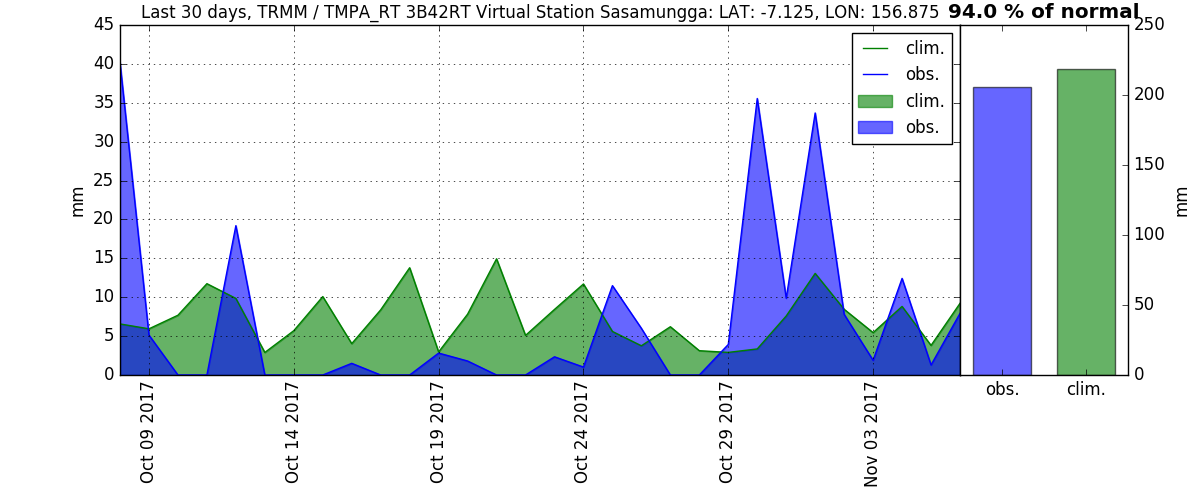 Last 30 days, TRMM / TMPA_RT 3B42RT Virtual Station Sasamungga: LAT: -7.125, LON: 156.875
94.0 % of normal
45
40
35
30
25
20
15
10
5
0
mm
clim.
obs.
clim.
obs.
Oct 09 2017
Oct 14 2017
Oct 19 2017
Oct 24 2017
Oct 29 2017
Nov 03 2017
250
200
150
100
50
0
mm
obs.
clim.